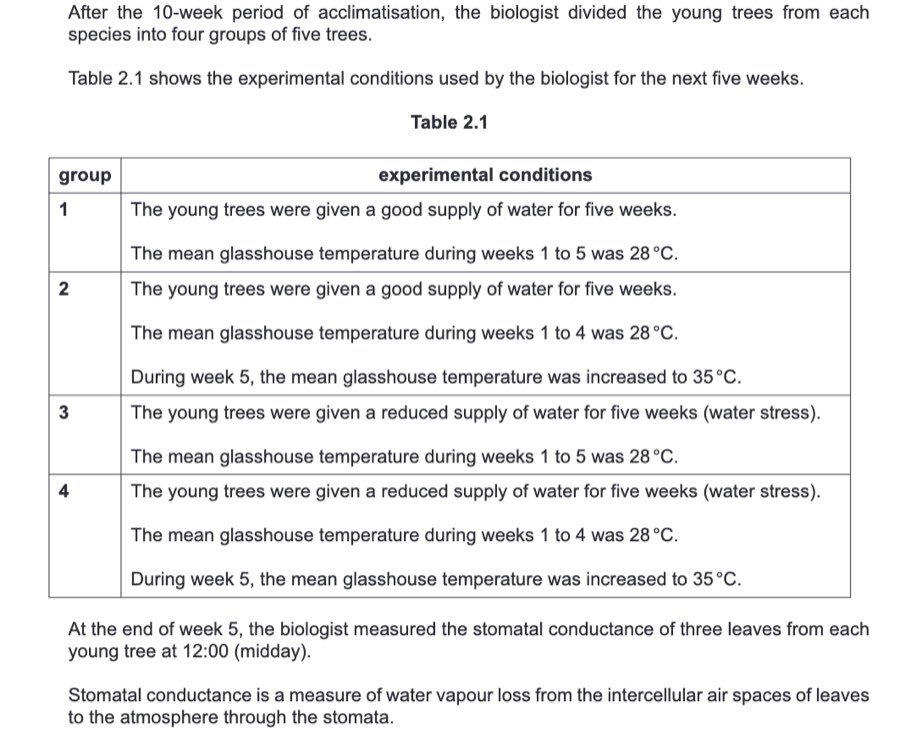 After the 10-week period of acclimatisation, the biologist divided the young trees from each
species into four groups of five trees.
Table 2.1 shows the experimental conditions used by the biologist for the next five weeks.
Table 2.1
group experimental conditions
1 The young trees were given a good supply of water for five weeks.
The mean glasshouse temperature during weeks 1 to 5 was 28 °C.
2 The young trees were given a good supply of water for five weeks.
The mean glasshouse temperature during weeks 1 to 4 was 28 °C.
During week 5, the mean glasshouse temperature was increased to 35 °C.
3 The young trees were given a reduced supply of water for five weeks (water stress).
The mean glasshouse temperature during weeks 1 to 5 was 28 °C.
4 The young trees were given a reduced supply of water for five weeks (water stress).
The mean glasshouse temperature during weeks 1 to 4 was 28 °C.
During week 5, the mean glasshouse temperature was increased to 35 °C.
At the end of week 5, the biologist measured the stomatal conductance of three leaves from each
young tree at 12:00 (midday).
Stomatal conductance is a measure of water vapour loss from the intercellular air spaces of leaves
to the atmosphere through the stomata.